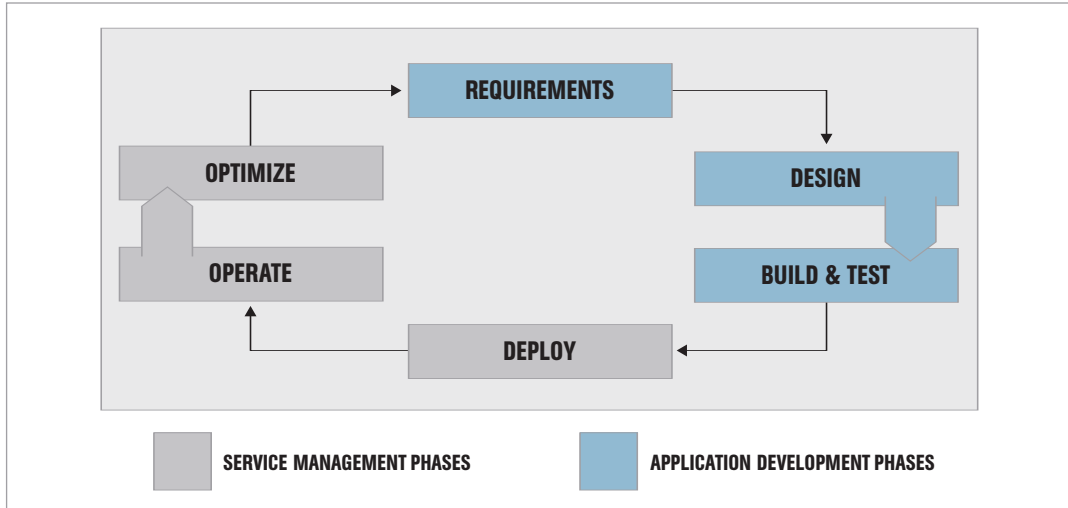 REQUIREMENTS
OPTIMIZE
DESIGN
OPERATE
BUILD & TEST
DEPLOY
SERVICE MANAGEMENT PHASES
APPLICATION DEVELOPMENT PHASES